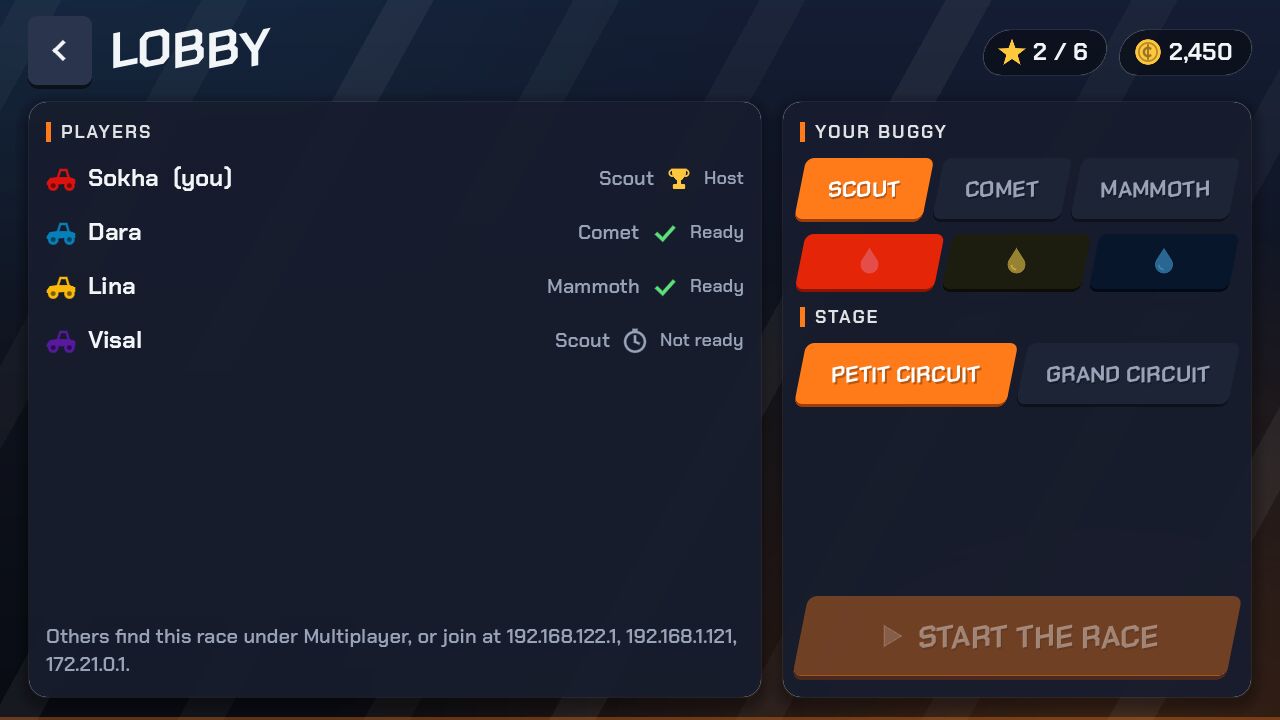 LOBBY
2 / 6
2,450
PLAYERS
Sokha (you)
Scout
Host
Dara
Comet
Ready
Lina
Mammoth
Ready
Visal
Scout
Not ready
Others find this race under Multiplayer, or join at 192.168.122.1, 192.168.1.121,
172.21.0.1.
YOUR BUGGY
SCOUT
COMET
MAMMOTH
STAGE
PETIT CIRCUIT
GRAND CIRCUIT
START THE RACE